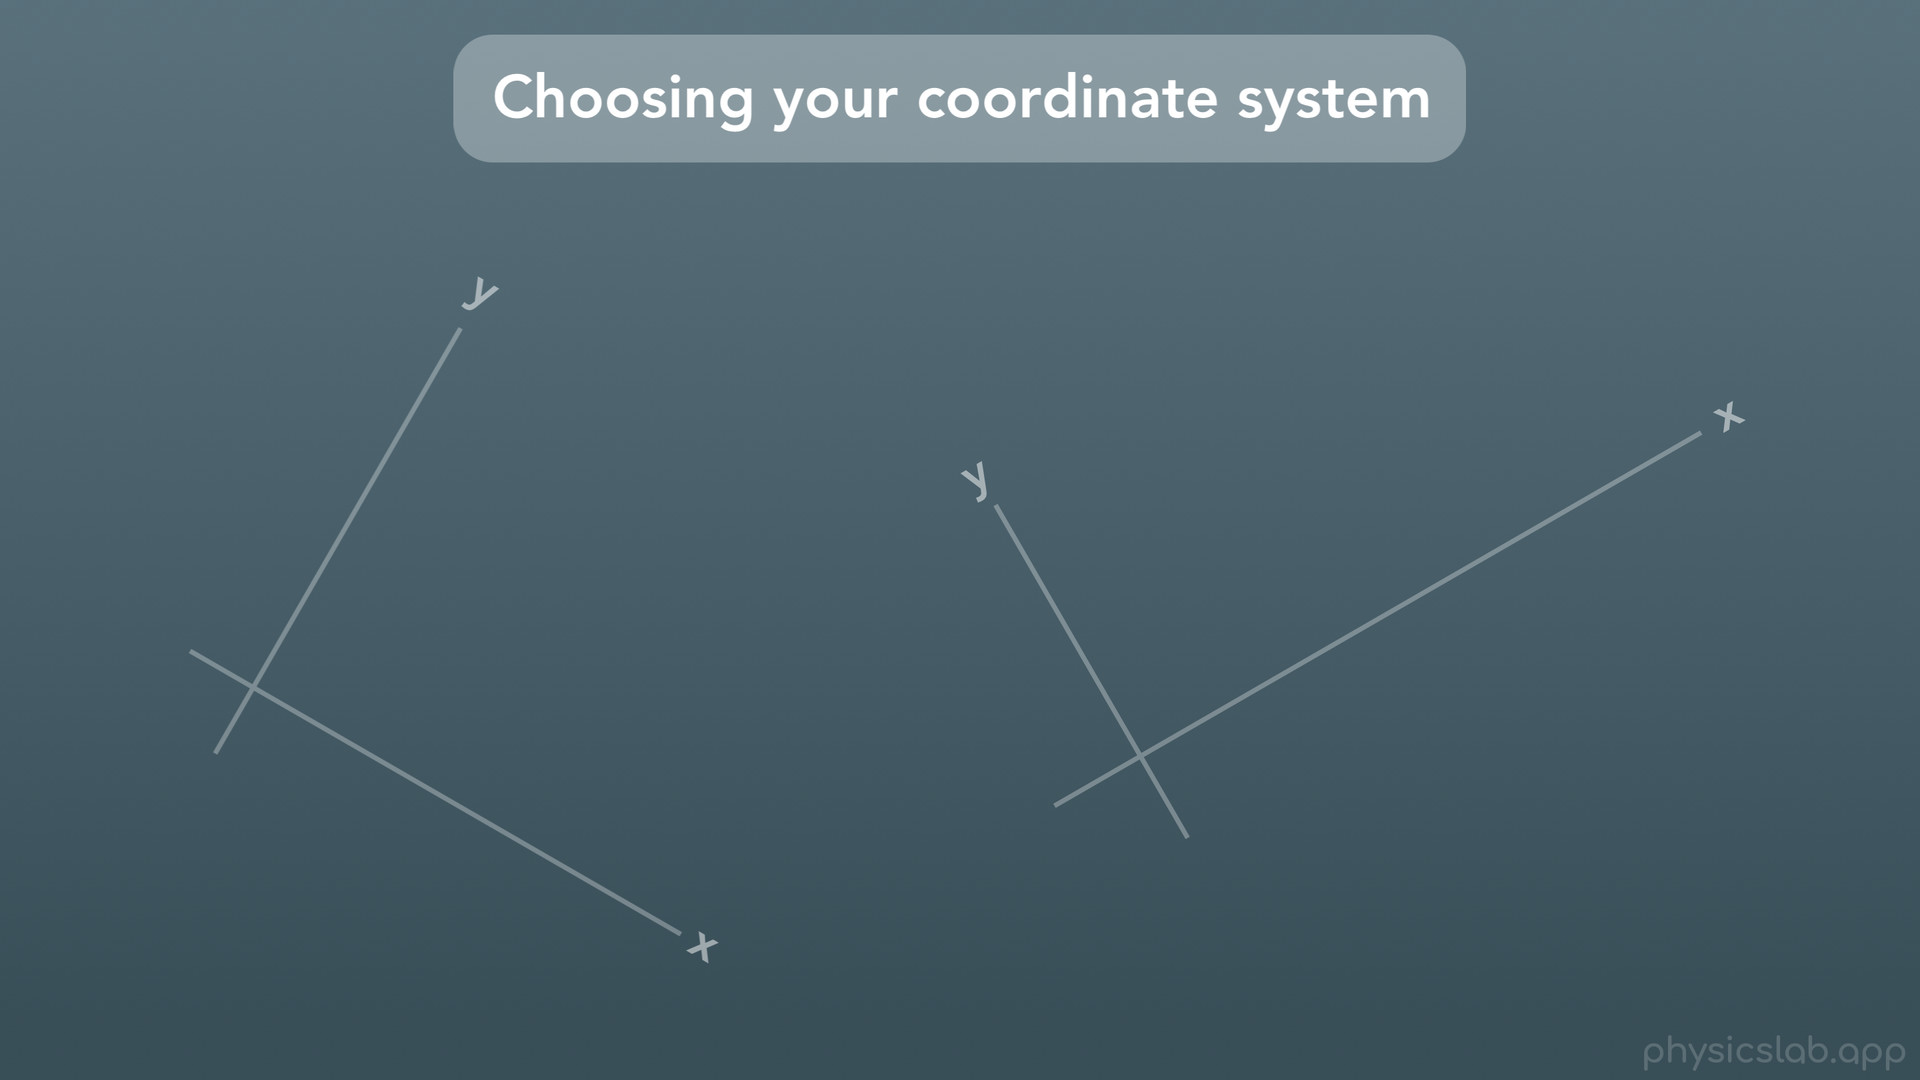 Choosing your coordinate system
y
x
y
x
physicslab.app